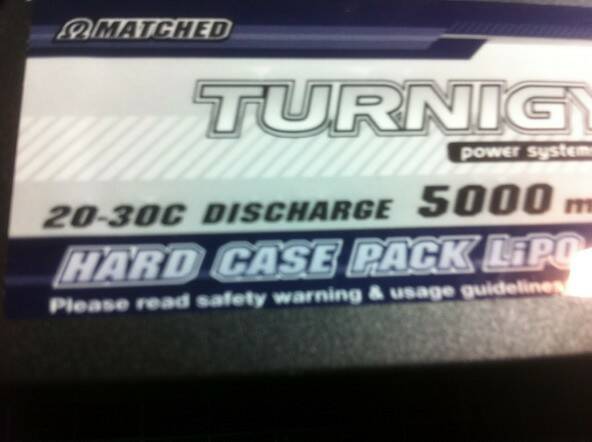 Ω MATCHED
TURNIGY
power systems
20-30C DISCHARGE 5000 m
HARD CASE PACK LiPO
Please read safety warning & usage guidelines